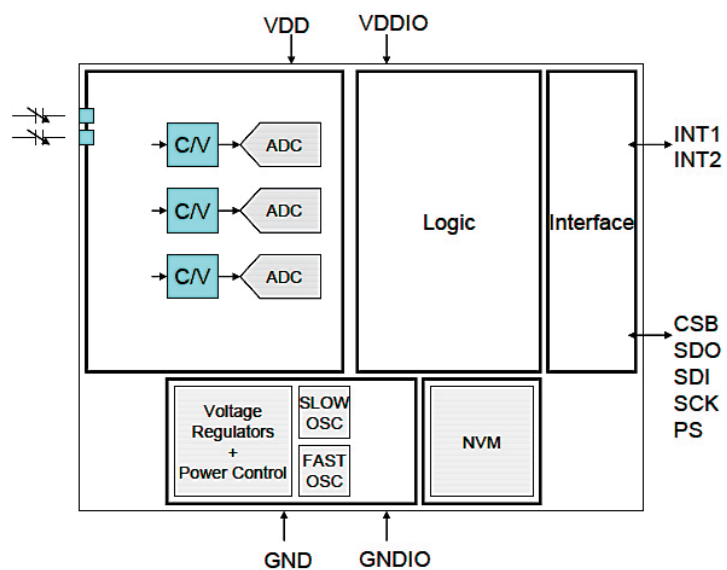 VDD
VDDIO
C/V
ADC
C/V
ADC
C/V
ADC
Logic
Interface
INT1
INT2
CSB
SDO
SDI
SCK
PS
Voltage
Regulators
+
Power Control
SLOW
OSC
FAST
OSC
NVM
GND
GNDIO